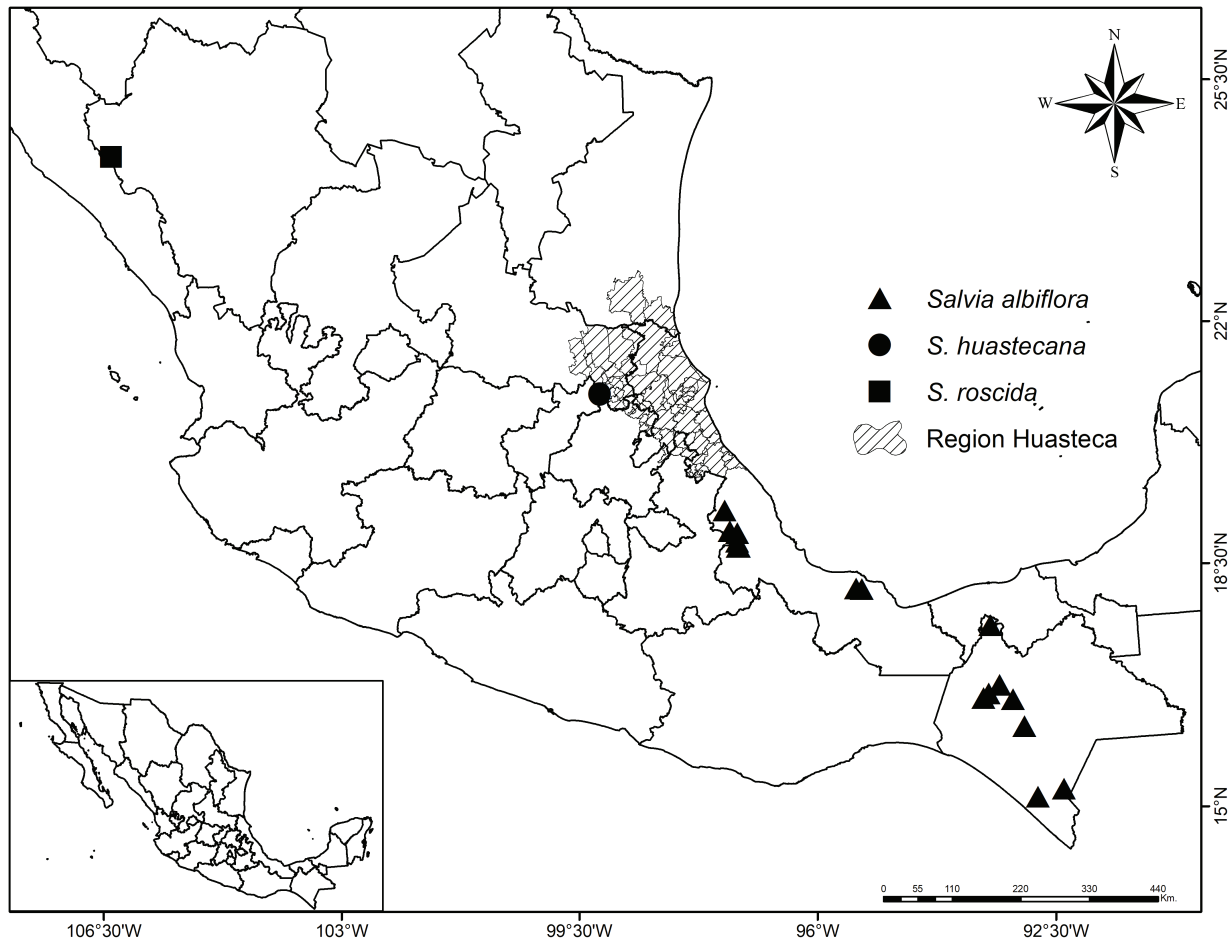 N
W E
S
25°30'N
22°N
18°30'N
15°N
Salvia albiflora
S. huastecana
S. roscida
Region Huasteca
0 55 110 220 330 440
Km.
106°30'W 103°W 99°30'W 96°W 92°30'W